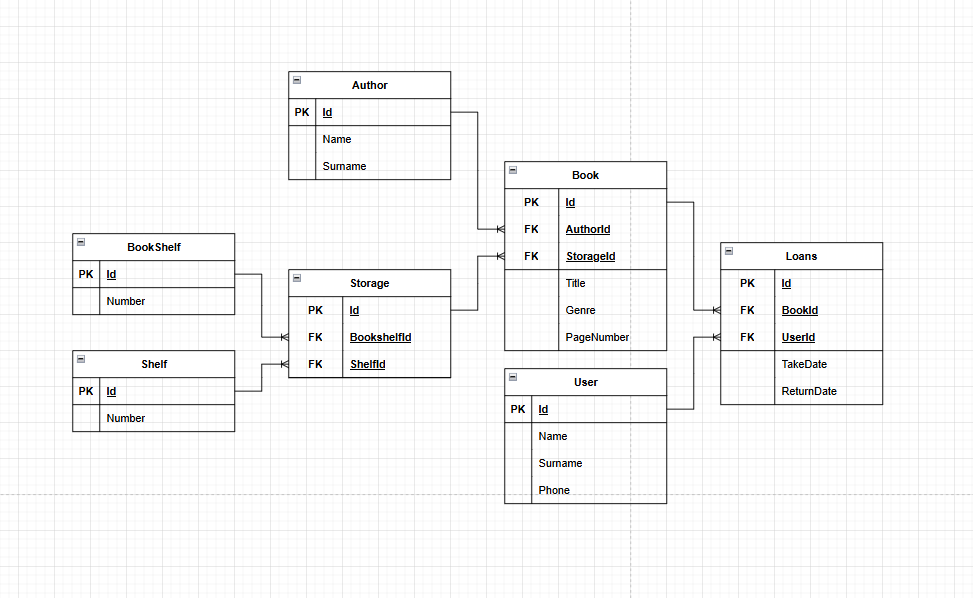 Author
PK Id
Name
Surname
Book
PK Id
FK AuthorId
FK StorageId
Title
Genre
PageNumber
BookShelf
PK Id
Number
Storage
PK Id
FK BookshelfId
FK ShelfId
Loans
PK Id
FK BookId
FK UserId
TakeDate
ReturnDate
Shelf
PK Id
Number
User
PK Id
Name
Surname
Phone